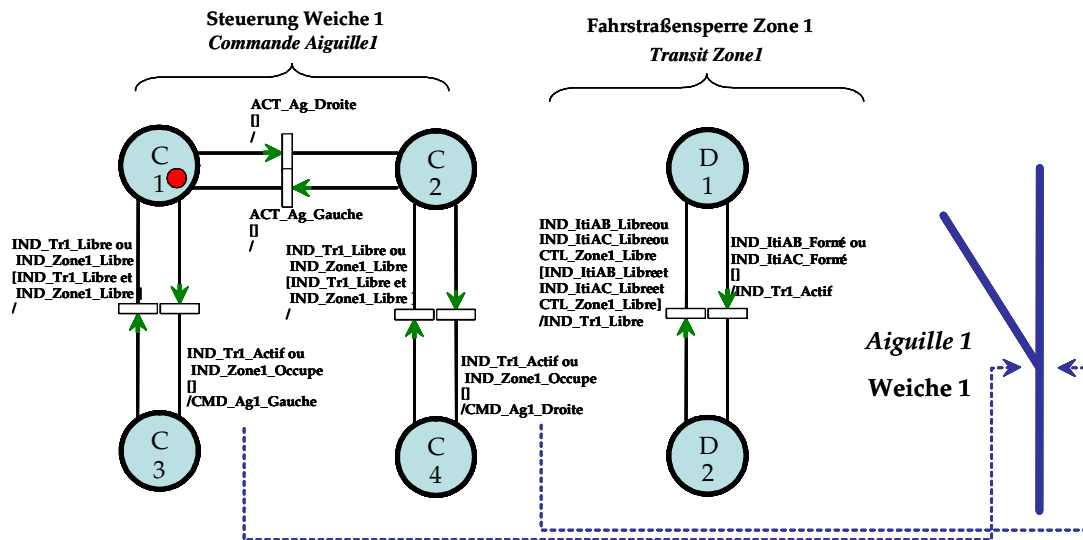 Steuerung Weiche 1
Commande Aiguille1
Fahrstraßensperre Zone 1
Transit Zone1
ACT_Ag_Droite
[]
/
C
1
C
2
D
1
ACT_Ag_Gauche
[]
/
IND_Tr1_Libre ou
IND_Zone1_Libre
[IND_Tr1_Libre et
IND_Zone1_Libre ]
/
IND_Tr1_Libre ou
IND_Zone1_Libre
[IND_Tr1_Libre et
IND_Zone1_Libre ]
/
IND_ItiAB_Libreou
IND_ItiAC_Libreou
CTL_Zone1_Libre
[IND_ItiAB_Libreet
IND_ItiAC_Libreet
CTL_Zone1_Libre]
/IND_Tr1_Libre
IND_ItiAB_Formé ou
IND_ItiAC_Formé
[]
/IND_Tr1_Actif
IND_Tr1_Actif ou
IND_Zone1_Occupe
[]
/CMD_Ag1_Gauche
IND_Tr1_Actif ou
IND_Zone1_Occupe
[]
/CMD_Ag1_Droite
Aiguille 1
Weiche 1
C
3
C
4
D
2